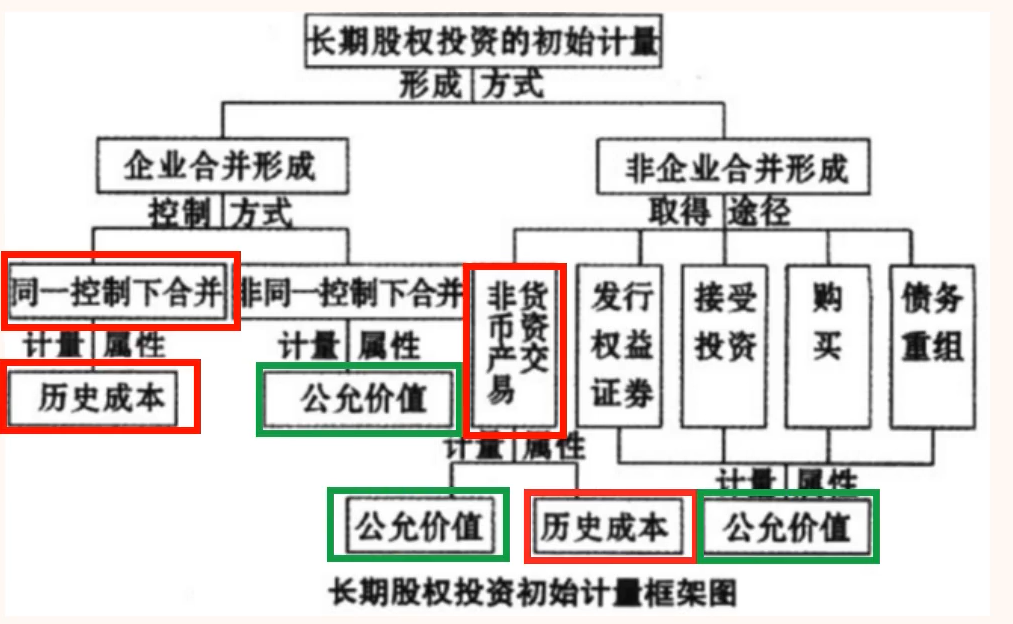 长期股权投资的初始计量
形成 方式
企业合并形成
非企业合并形成
控制 方式
取得 途径
同一控制下合并
非同一控制下合并
非货
币资
产交
易
发行
权益
证券
接受
投资
购
买
债务
重组
计量 属性
计量 属性
历史成本
公允价值
计量 属性
计量 属性
公允价值
历史成本
公允价值
长期股权投资初始计量框架图